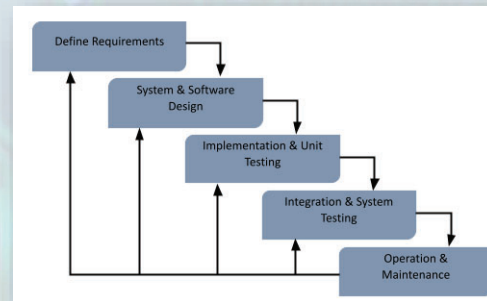 Define Requirements
System & Software
Design
Implementation & Unit
Testing
Integration & System
Testing
Operation &
Maintenance